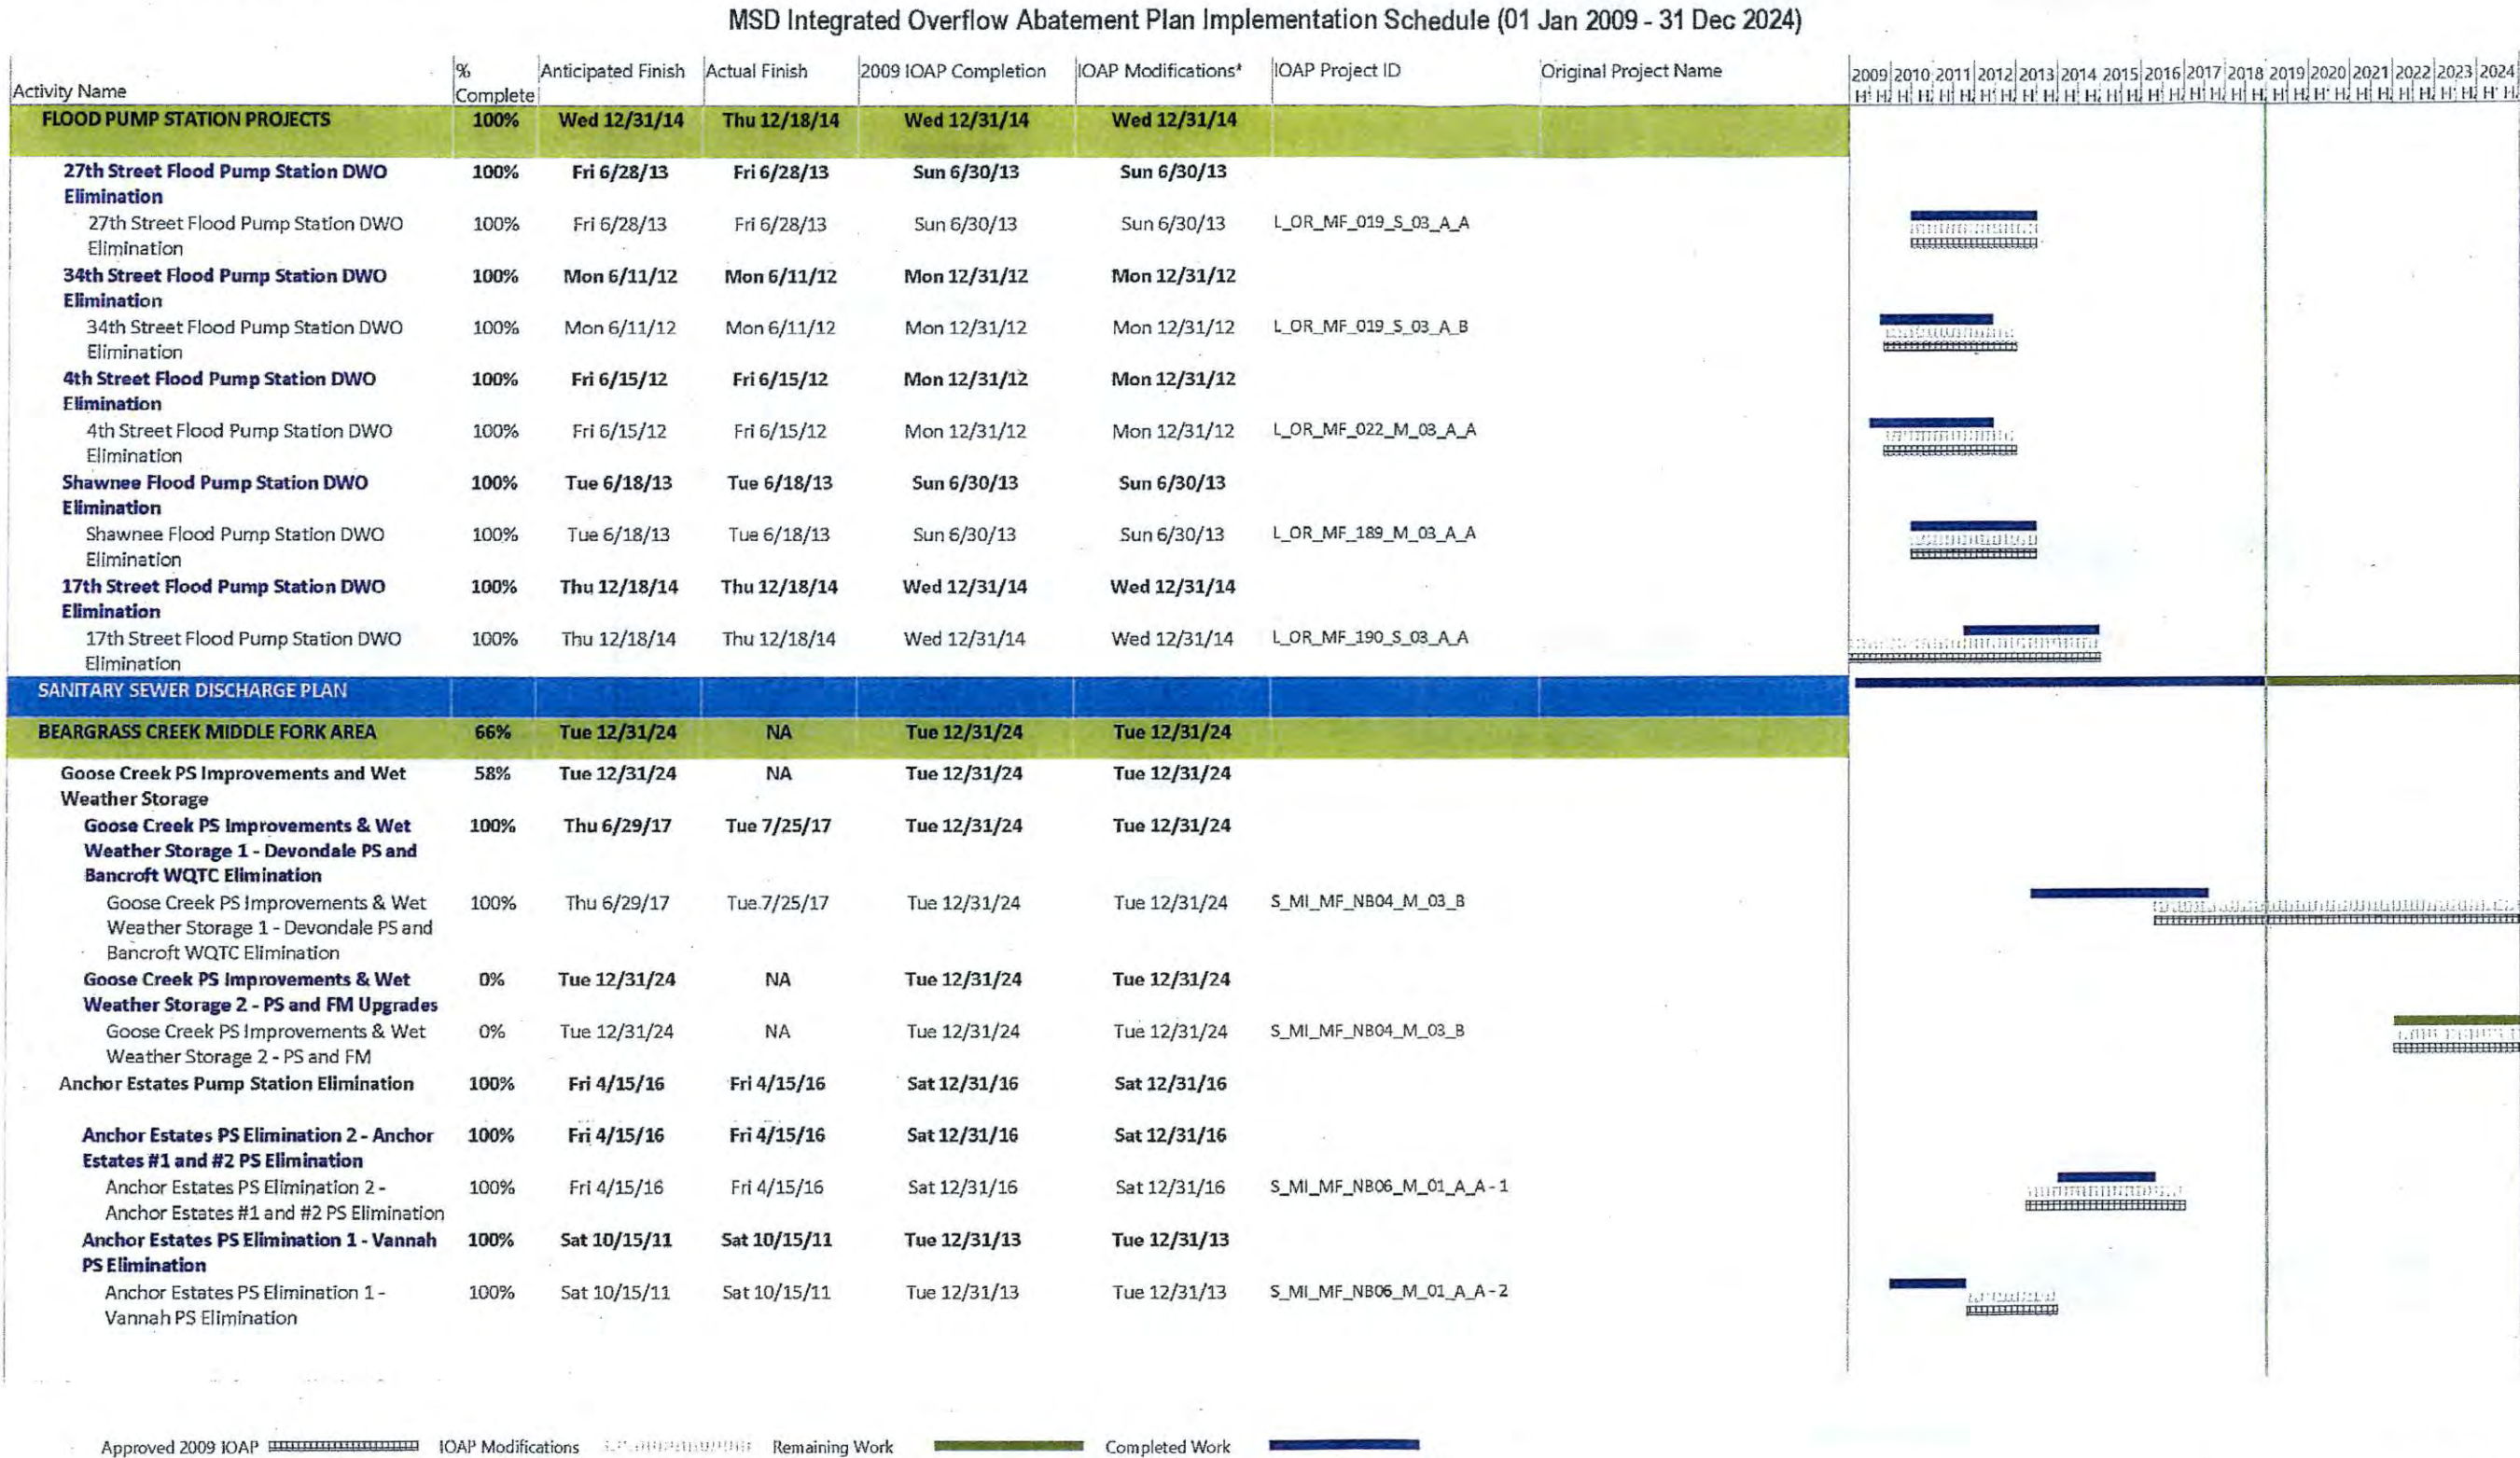 MSD Integrated Overflow Abatement Plan Implementation Schedule (01 Jan 2009 - 31 Dec 2024)
Activity Name % Complete Anticipated Finish Actual Finish 2009 IOAP Completion IOAP Modifications* IOAP Project ID Original Project Name 2009 2010 2011 2012 2013 2014 2015 2016 2017 2018 2019 2020 2021 2022 2023 2024
FLOOD PUMP STATION PROJECTS 100% Wed 12/31/14 Thu 12/18/14 Wed 12/31/14 Wed 12/31/14
27th Street Flood Pump Station DWO 100% Fri 6/28/13 Fri 6/28/13 Sun 6/30/13 Sun 6/30/13
Elimination
27th Street Flood Pump Station DWO 100% Fri 6/28/13 Fri 6/28/13 Sun 6/30/13 Sun 6/30/13 L_OR_MF_019_S_03_A_A
Elimination
34th Street Flood Pump Station DWO 100% Mon 6/11/12 Mon 6/11/12 Mon 12/31/12 Mon 12/31/12
Elimination
34th Street Flood Pump Station DWO 100% Mon 6/11/12 Mon 6/11/12 Mon 12/31/12 Mon 12/31/12 L_OR_MF_019_S_03_A_B
Elimination
4th Street Flood Pump Station DWO 100% Fri 6/15/12 Fri 6/15/12 Mon 12/31/12 Mon 12/31/12
Elimination
4th Street Flood Pump Station DWO 100% Fri 6/15/12 Fri 6/15/12 Mon 12/31/12 Mon 12/31/12 L_OR_MF_022_M_03_A_A
Elimination
Shawnee Flood Pump Station DWO 100% Tue 6/18/13 Tue 6/18/13 Sun 6/30/13 Sun 6/30/13
Elimination
Shawnee Flood Pump Station DWO 100% Tue 6/18/13 Tue 6/18/13 Sun 6/30/13 Sun 6/30/13 L_OR_MF_189_M_03_A_A
Elimination
17th Street Flood Pump Station DWO 100% Thu 12/18/14 Thu 12/18/14 Wed 12/31/14 Wed 12/31/14
Elimination
17th Street Flood Pump Station DWO 100% Thu 12/18/14 Thu 12/18/14 Wed 12/31/14 Wed 12/31/14 L_OR_MF_190_S_03_A_A
Elimination
SANITARY SEWER DISCHARGE PLAN
BEARGRASS CREEK MIDDLE FORK AREA 66% Tue 12/31/24 NA Tue 12/31/24 Tue 12/31/24
Goose Creek PS Improvements and Wet 58% Tue 12/31/24 NA Tue 12/31/24 Tue 12/31/24
Weather Storage
Goose Creek PS Improvements & Wet 100% Thu 6/29/17 Tue 7/25/17 Tue 12/31/24 Tue 12/31/24
Weather Storage 1 - Devondale PS and
Bancroft WQTC Elimination
Goose Creek PS Improvements & Wet 100% Thu 6/29/17 Tue 7/25/17 Tue 12/31/24 Tue 12/31/24 S_MI_MF_NB04_M_03_B
Weather Storage 1 - Devondale PS and
Bancroft WQTC Elimination
Goose Creek PS Improvements & Wet 0% Tue 12/31/24 NA Tue 12/31/24 Tue 12/31/24
Weather Storage 2 - PS and FM Upgrades
Goose Creek PS Improvements & Wet 0% Tue 12/31/24 NA Tue 12/31/24 Tue 12/31/24 S_MI_MF_NB04_M_03_B
Weather Storage 2 - PS and FM
Anchor Estates Pump Station Elimination 100% Fri 4/15/16 Fri 4/15/16 Sat 12/31/16 Sat 12/31/16
Anchor Estates PS Elimination 2 - Anchor 100% Fri 4/15/16 Fri 4/15/16 Sat 12/31/16 Sat 12/31/16
Estates #1 and #2 PS Elimination
Anchor Estates PS Elimination 2 - 100% Fri 4/15/16 Fri 4/15/16 Sat 12/31/16 Sat 12/31/16 S_MI_MF_NB06_M_01_A_A - 1
Anchor Estates #1 and #2 PS Elimination
Anchor Estates PS Elimination 1 - Vannah 100% Sat 10/15/11 Sat 10/15/11 Tue 12/31/13 Tue 12/31/13
PS Elimination
Anchor Estates PS Elimination 1 - 100% Sat 10/15/11 Sat 10/15/11 Tue 12/31/13 Tue 12/31/13 S_MI_MF_NB06_M_01_A_A - 2
Vannah PS Elimination
Approved 2009 IOAP IOAP Modifications Remaining Work Completed Work